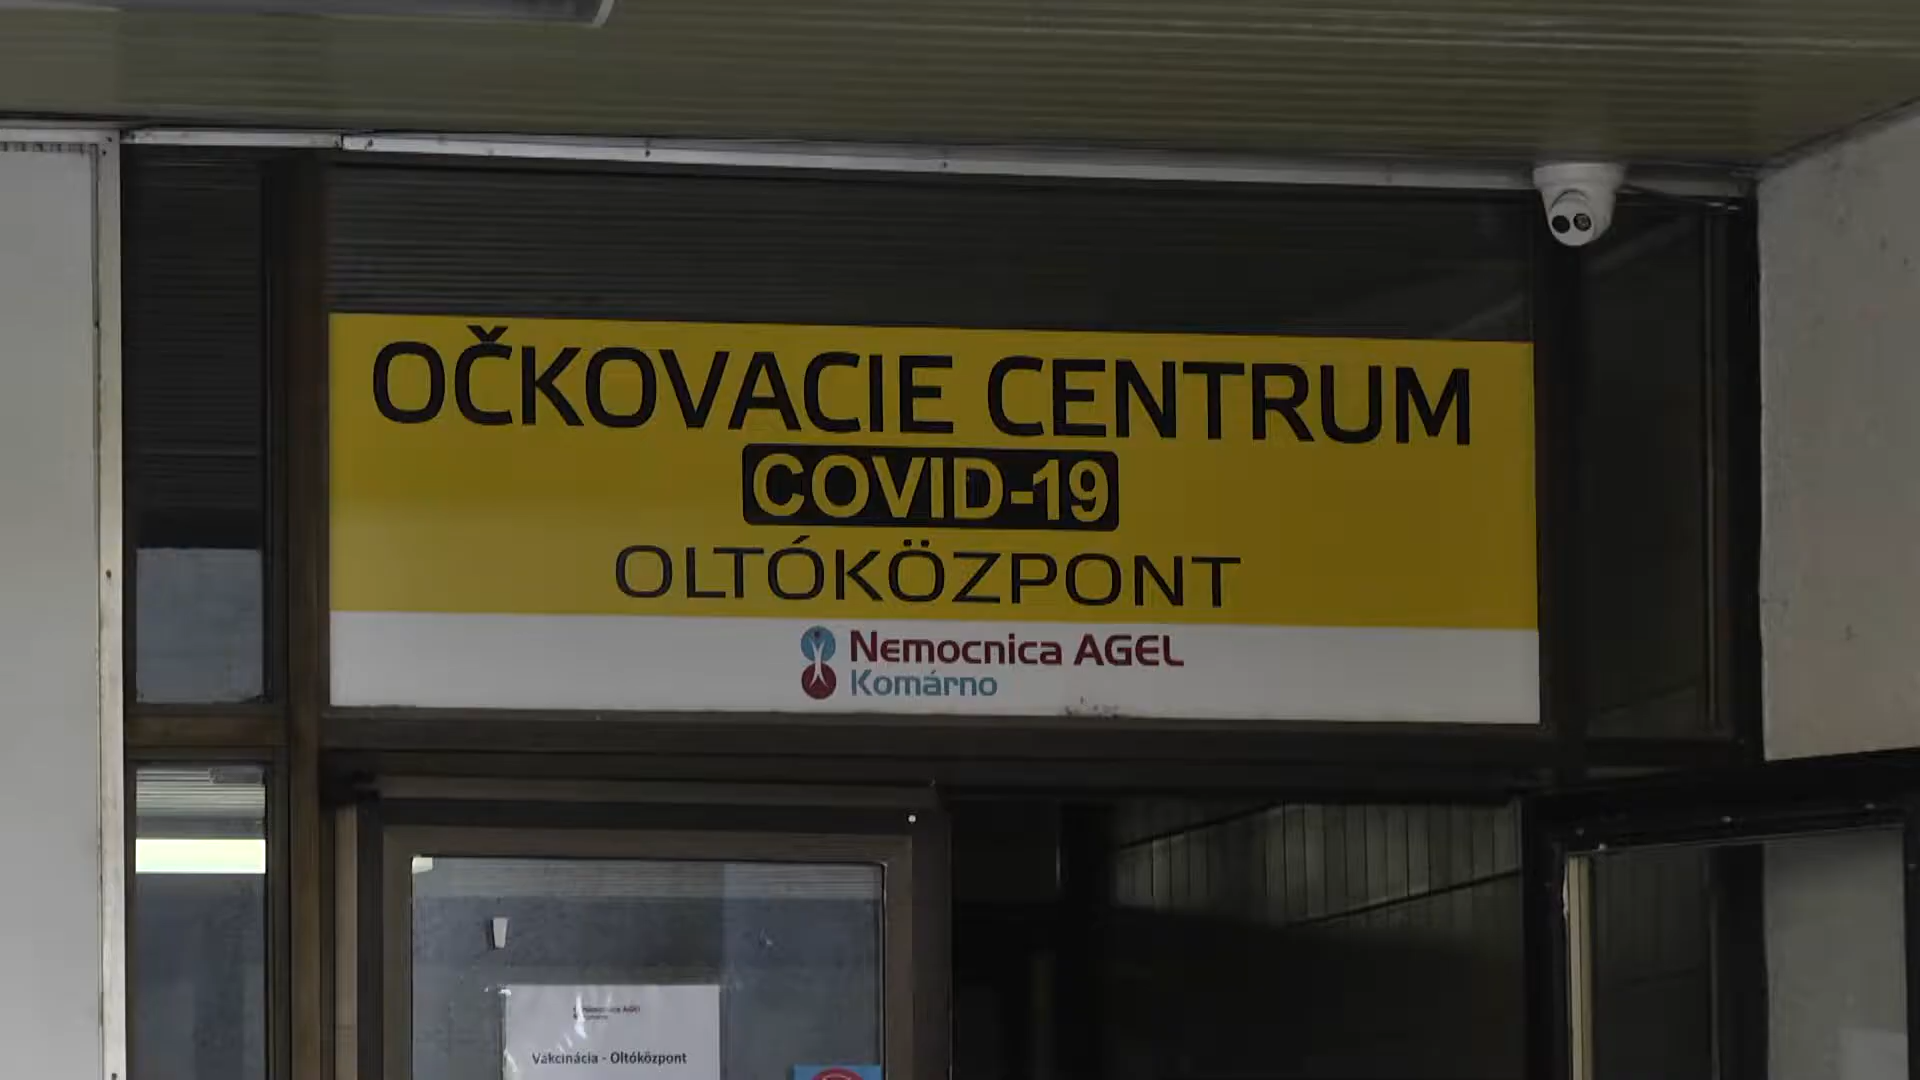 OČKOVACIE CENTRUM
COVID-19
OLTÓKÖZPONT
Nemocnica AGEL
Komárno
Vakcinácia - Oltóközpont